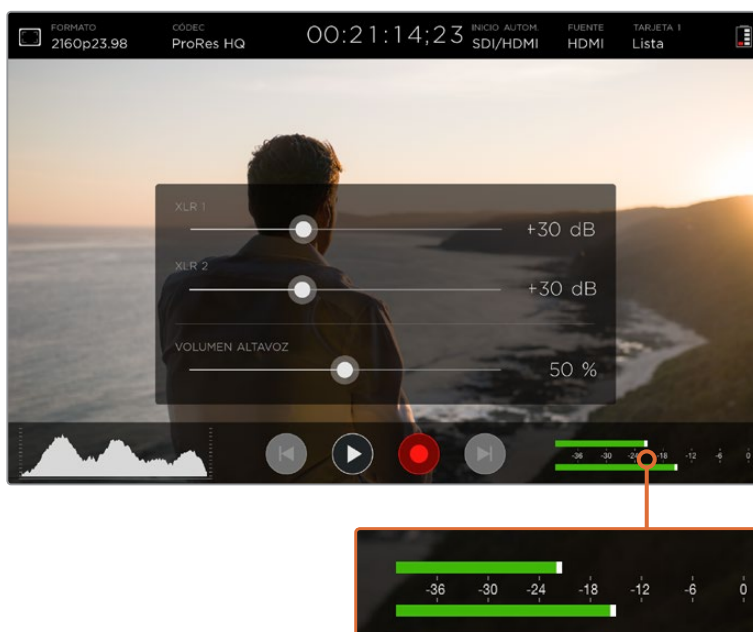 FORMATO
2160p23.98
CÓDEC
ProRes HQ
00:21:14;23
INICIO AUTOM.
SDI/HDMI
FUENTE
HDMI
TARJETA 1
Lista
XLR 1
+30 dB
XLR 2
+30 dB
VOLUMEN ALTAVOZ
50 %
-36 -30 -24 -18 -12 -6 0
-36 -30 -24 -18 -12 -6 0